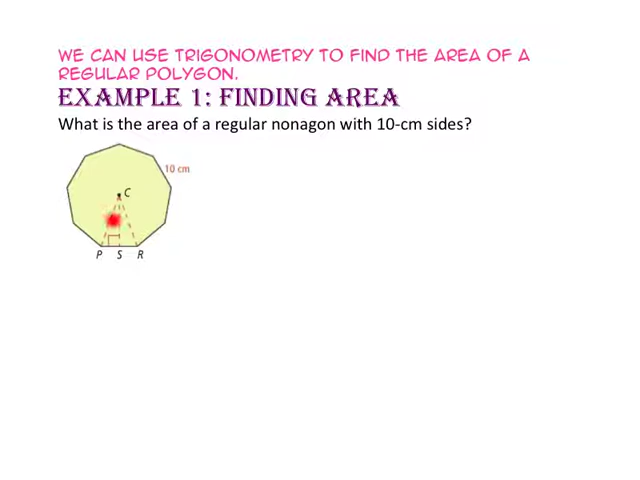 WE CAN USE TRIGONOMETRY TO FIND THE AREA OF A
REGULAR POLYGON.
EXAMPLE 1: FINDING AREA
What is the area of a regular nonagon with 10-cm sides?
10 cm
C
P S R